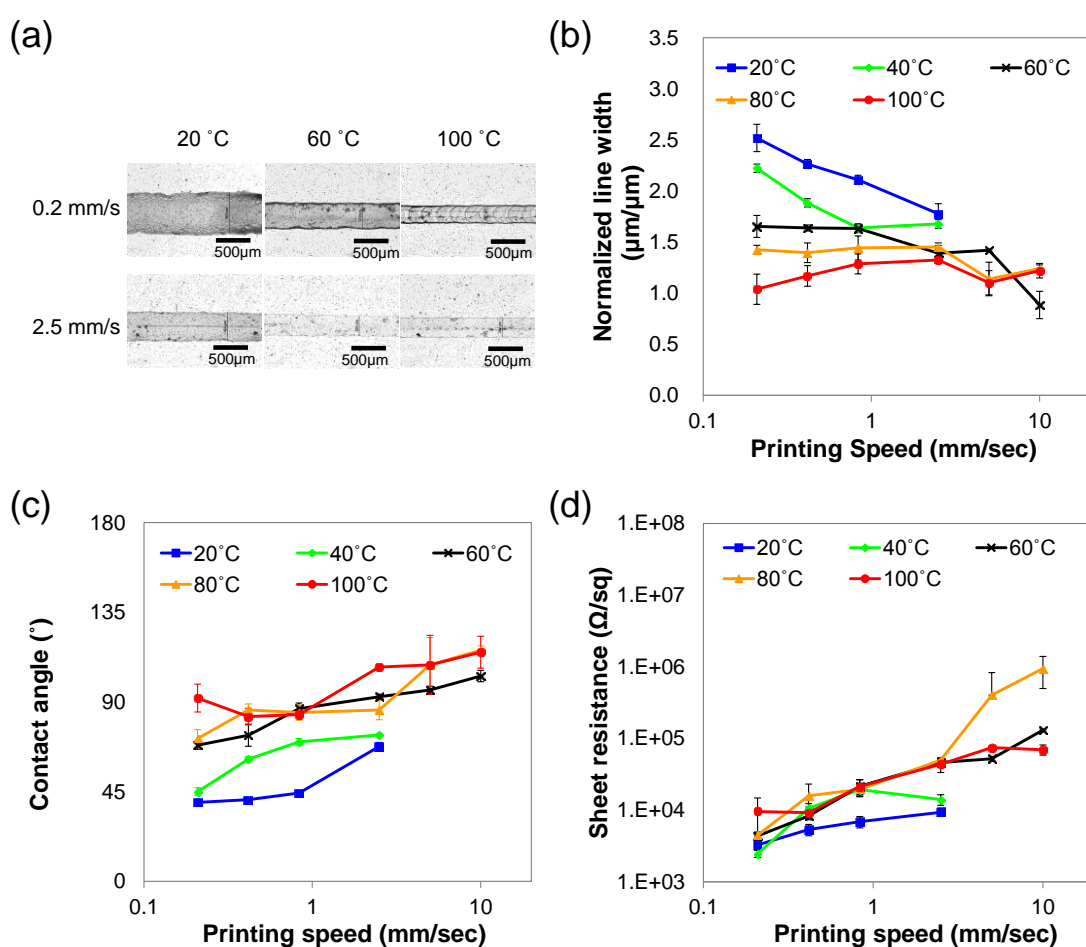 (a)
20 ˚C 60 ˚C 100 ˚C
0.2 mm/s
500µm 500µm 500µm
2.5 mm/s
500µm 500µm 500µm
(b)
3.5
3.0
2.5
2.0
1.5
1.0
0.5
0.0
20˚C 40˚C 60˚C
80˚C 100˚C
Normalized line width
(µm/µm)
0.1 1 10
Printing Speed (mm/sec)
(c)
180
135
90
45
0
20˚C 40˚C 60˚C
80˚C 100˚C
Contact angle (˚)
0.1 1 10
Printing speed (mm/sec)
(d)
1.E+08
1.E+07
1.E+06
1.E+05
1.E+04
1.E+03
20˚C 40˚C 60˚C
80˚C 100˚C
Sheet resistance (Ω/sq)
0.1 1 10
Printing speed (mm/sec)